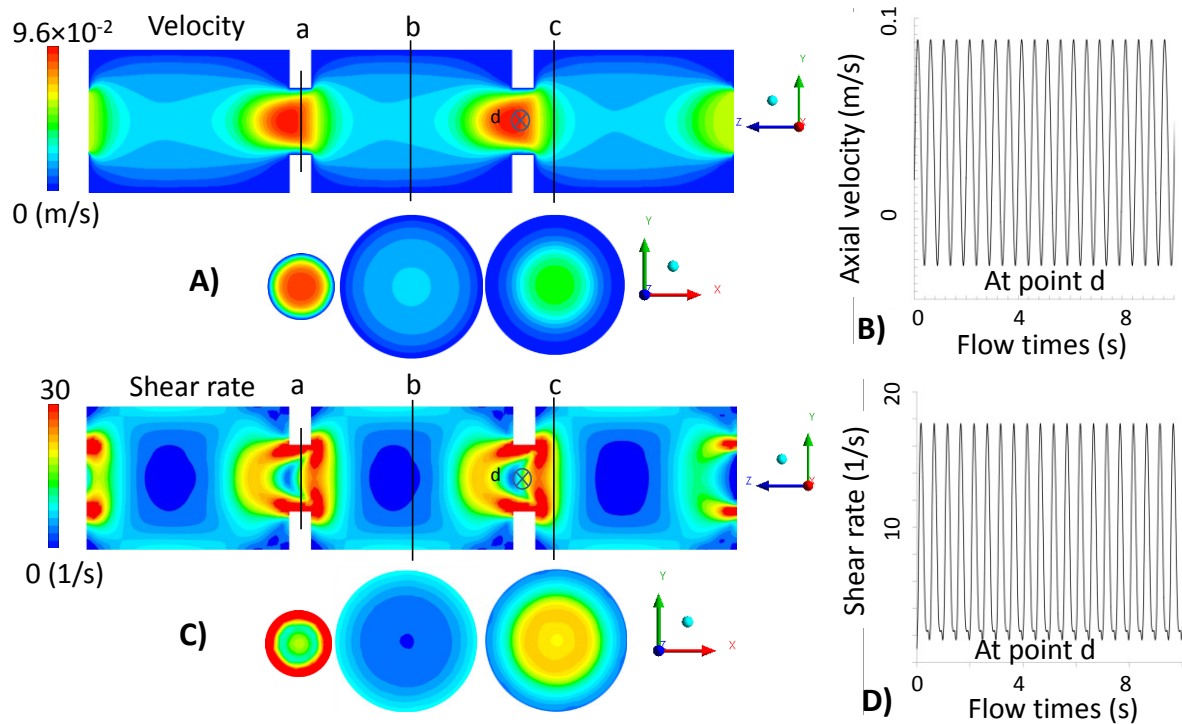 9.6×10-2
Velocity
a
b
c
d
0 (m/s)
Z
Y
X
A)
Y
Z
X
Axial velocity (m/s)
0.1
0
At point d
0
4
8
Flow times (s)
B)
30
Shear rate
a
b
c
d
0 (1/s)
Z
Y
X
C)
Y
Z
X
Shear rate (1/s)
20
10
At point d
0
4
8
Flow times (s)
D)